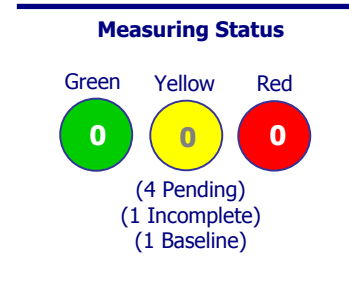 Measuring Status
Green Yellow Red
0 0 0
(4 Pending)
(1 Incomplete)
(1 Baseline)